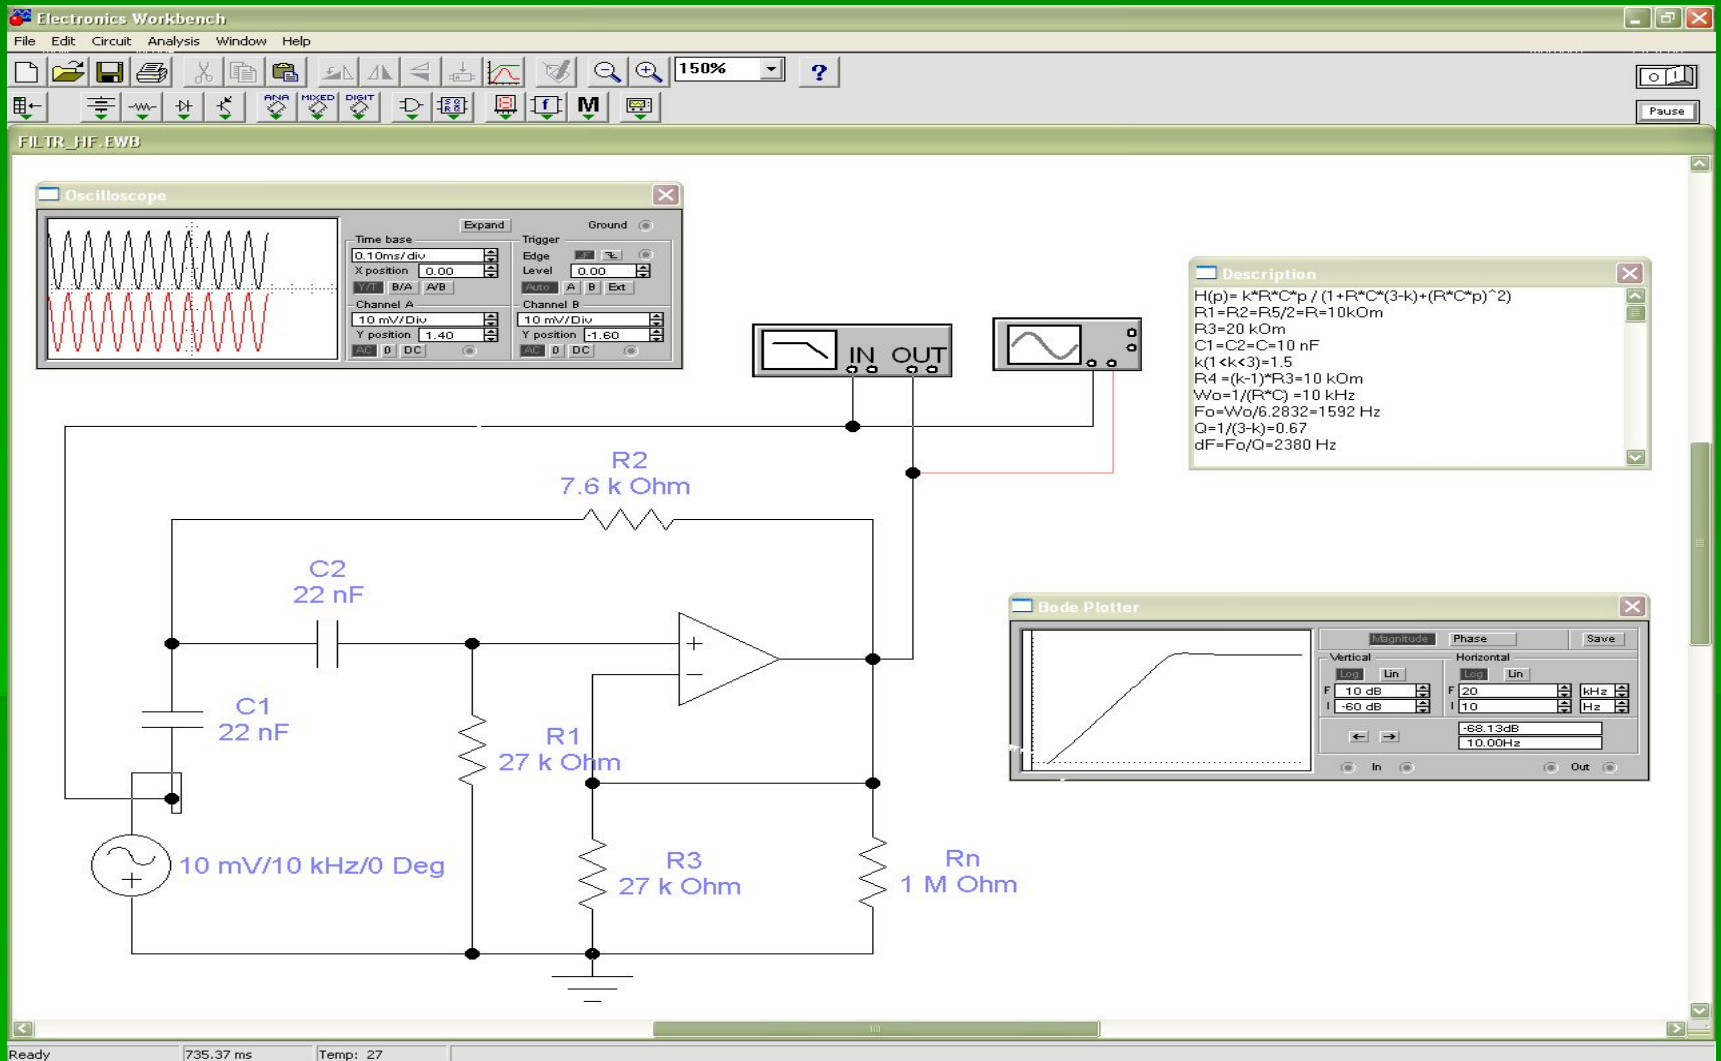 Electronics Workbench
File Edit Circuit Analysis Window Help
150%
?
ANA MIXED DIGIT
f
M
Pause
FILTR_HF.EWB
Oscilloscope
Expand
Ground
Time base
Trigger
0.10ms/div
Edge
X position 0.00
Level 0.00
Y/T B/A A/B
Auto A B Ext
Channel A
Channel B
10 mV/Div
10 mV/Div
Y position 1.40
Y position -1.60
AC 0 DC
AC 0 DC
IN OUT
Description
H(p)= k*R*C*p / (1+R*C*(3-k)+(R*C*p)^2)
R1=R2=R5/2=R=10kOm
R3=20 kOm
C1=C2=C=10 nF
k(1<k<3)=1.5
R4 =(k-1)*R3=10 kOm
Wo=1/(R*C) =10 kHz
Fo=Wo/6.2832=1592 Hz
Q=1/(3-k)=0.67
dF=Fo/Q=2380 Hz
R2
7.6 k Ohm
C2
22 nF
C1
22 nF
R1
27 k Ohm
10 mV/10 kHz/0 Deg
R3
27 k Ohm
Rn
1 M Ohm
Bode Plotter
Magnitude Phase Save
Vertical
Horizontal
Log Lin
Log Lin
F 10 dB
F 20 kHz
I -60 dB
I 10 Hz
-68.13dB
10.00Hz
In
Out
Ready
735.37 ms
Temp: 27